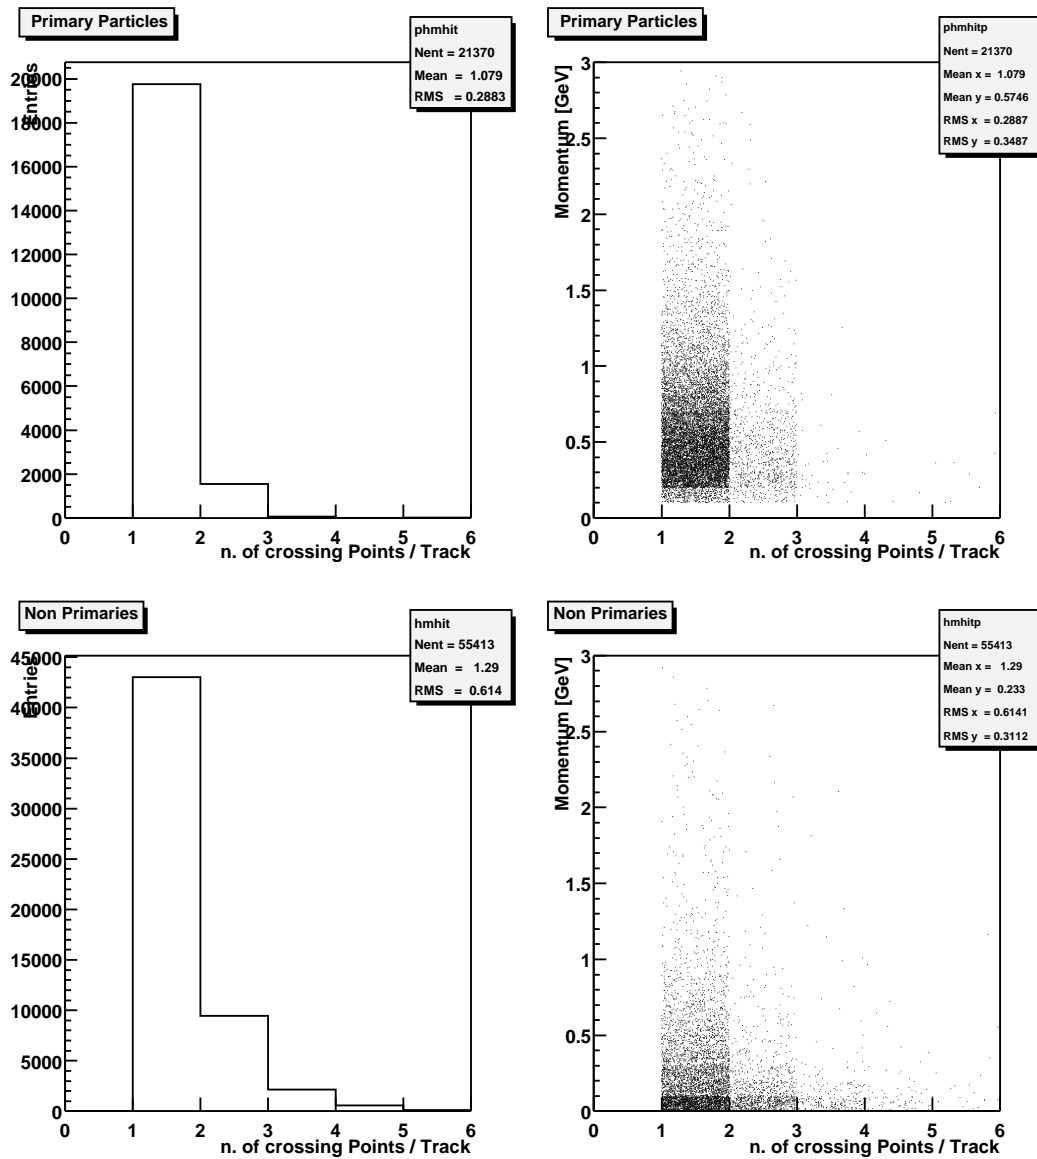 Primary Particles
phmhit
Nent = 21370
Mean = 1.079
RMS = 0.2883
Entries
20000
18000
16000
14000
12000
10000
8000
6000
4000
2000
0
0 1 2 3 4 5 6
n. of crossing Points / Track
Primary Particles
phmhitp
Nent = 21370
Mean x = 1.079
Mean y = 0.5746
RMS x = 0.2887
RMS y = 0.3487
Momentum [GeV]
3
2.5
2
1.5
1
0.5
0
0 1 2 3 4 5 6
n. of crossing Points / Track
Non Primaries
hmhit
Nent = 55413
Mean = 1.29
RMS = 0.614
Entries
45000
40000
35000
30000
25000
20000
15000
10000
5000
0
0 1 2 3 4 5 6
n. of crossing Points / Track
Non Primaries
hmhitp
Nent = 55413
Mean x = 1.29
Mean y = 0.233
RMS x = 0.6141
RMS y = 0.3112
Momentum [GeV]
3
2.5
2
1.5
1
0.5
0
0 1 2 3 4 5 6
n. of crossing Points / Track